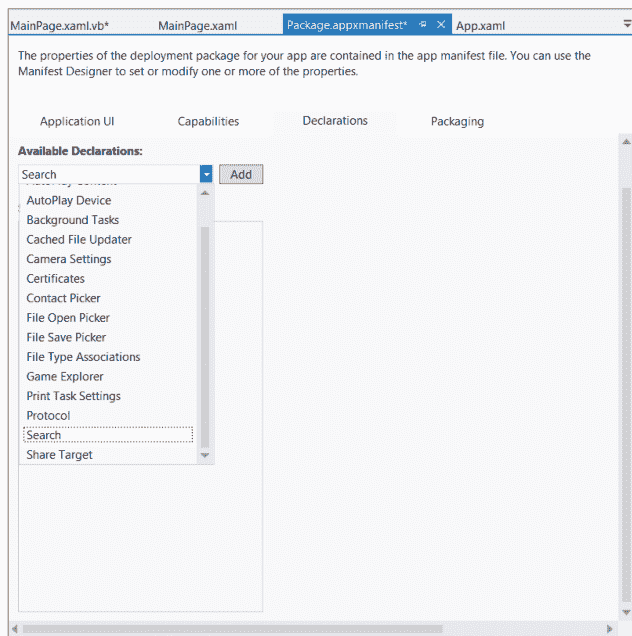 MainPage.xaml.vb* MainPage.xaml Package.appxmanifest* App.xaml
The properties of the deployment package for your app are contained in the app manifest file. You can use the
Manifest Designer to set or modify one or more of the properties.
Application UI Capabilities Declarations Packaging
Available Declarations:
Search Add
AutoPlay Device
Background Tasks
Cached File Updater
Camera Settings
Certificates
Contact Picker
File Open Picker
File Save Picker
File Type Associations
Game Explorer
Print Task Settings
Protocol
Search
Share Target